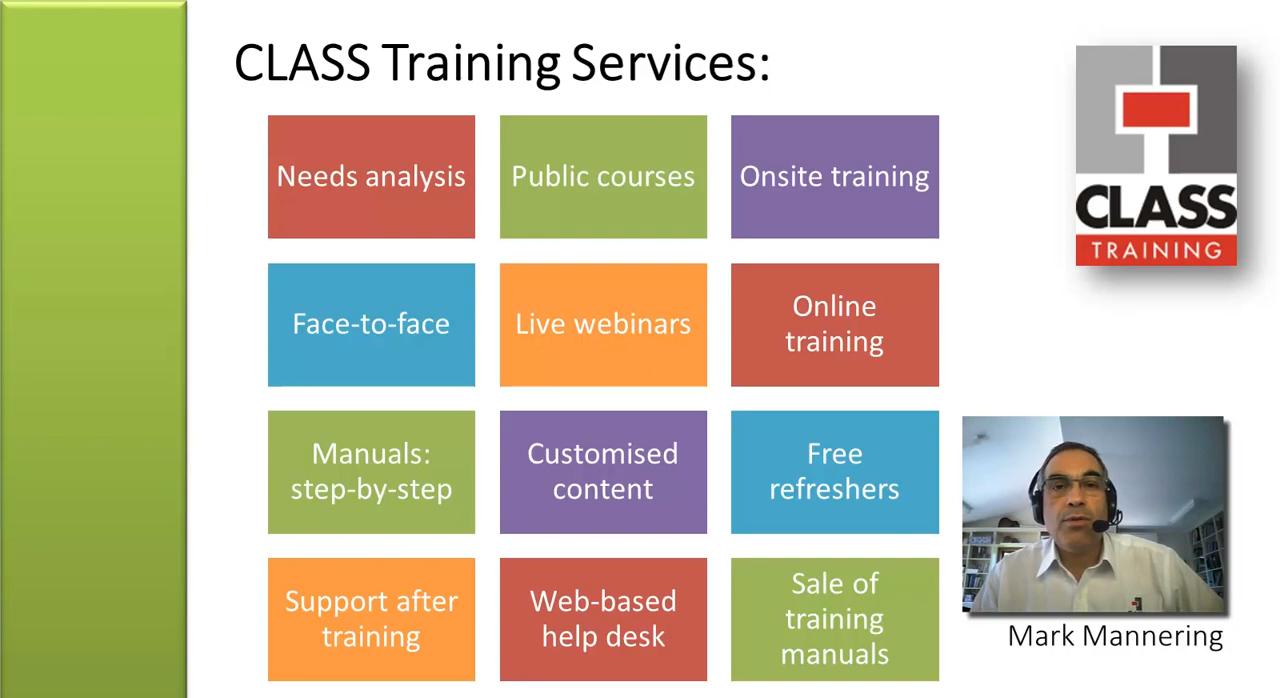 CLASS Training Services:
Needs analysis
Public courses
Onsite training
Face-to-face
Live webinars
Online
training
Manuals:
step-by-step
Customised
content
Free
refreshers
Support after
training
Web-based
help desk
Sale of
training
manuals
CLASS
TRAINING
Mark Mannering